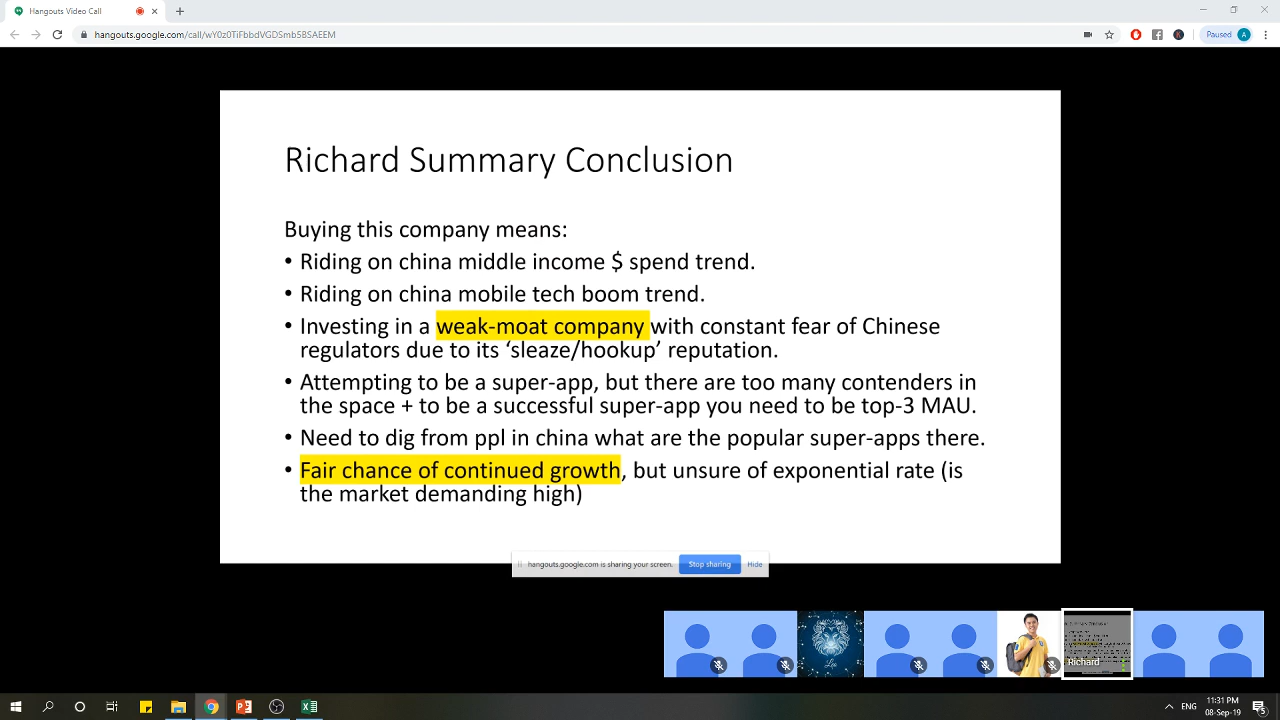 Hangouts Video Call
hangouts.google.com/call/wY0z0TiFbbdVGDSmb5BSAEEM
Paused
A
Richard Summary Conclusion
Buying this company means:
• Riding on china middle income $ spend trend.
• Riding on china mobile tech boom trend.
• Investing in a weak-moat company with constant fear of Chinese
regulators due to its ‘sleaze/hookup’ reputation.
• Attempting to be a super-app, but there are too many contenders in
the space + to be a successful super-app you need to be top-3 MAU.
• Need to dig from ppl in china what are the popular super-apps there.
• Fair chance of continued growth, but unsure of exponential rate (is
the market demanding high)
hangouts.google.com is sharing your screen.
Stop sharing
Hide
Richard
ENG
11:31 PM
08-Sep-19